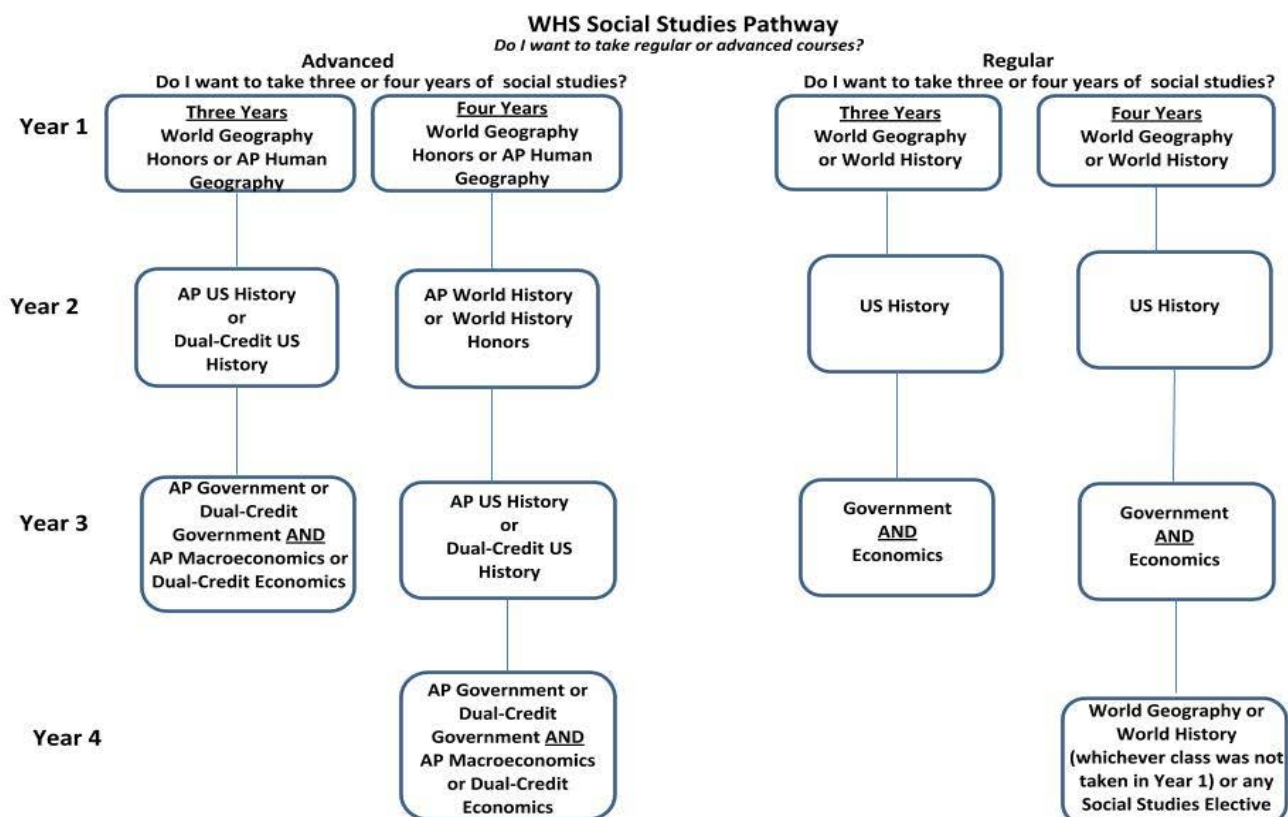 WHS Social Studies Pathway
Do I want to take regular or advanced courses?
Advanced
Do I want to take three or four years of social studies?
Regular
Do I want to take three or four years of social studies?
Year 1
Three Years
World Geography
Honors or AP Human
Geography
Four Years
World Geography
Honors or AP Human
Geography
Three Years
World Geography
or World History
Four Years
World Geography
or World History
Year 2
AP US History
or
Dual-Credit US
History
AP World History
or World History
Honors
US History
US History
Year 3
AP Government or
Dual-Credit
Government AND
AP Macroeconomics or
Dual-Credit Economics
AP US History
or
Dual-Credit US
History
Government
AND
Economics
Government
AND
Economics
Year 4
AP Government or
Dual-Credit
Government AND
AP Macroeconomics
or Dual-Credit
Economics
World Geography or
World History
(whichever class was not
taken in Year 1) or any
Social Studies Elective